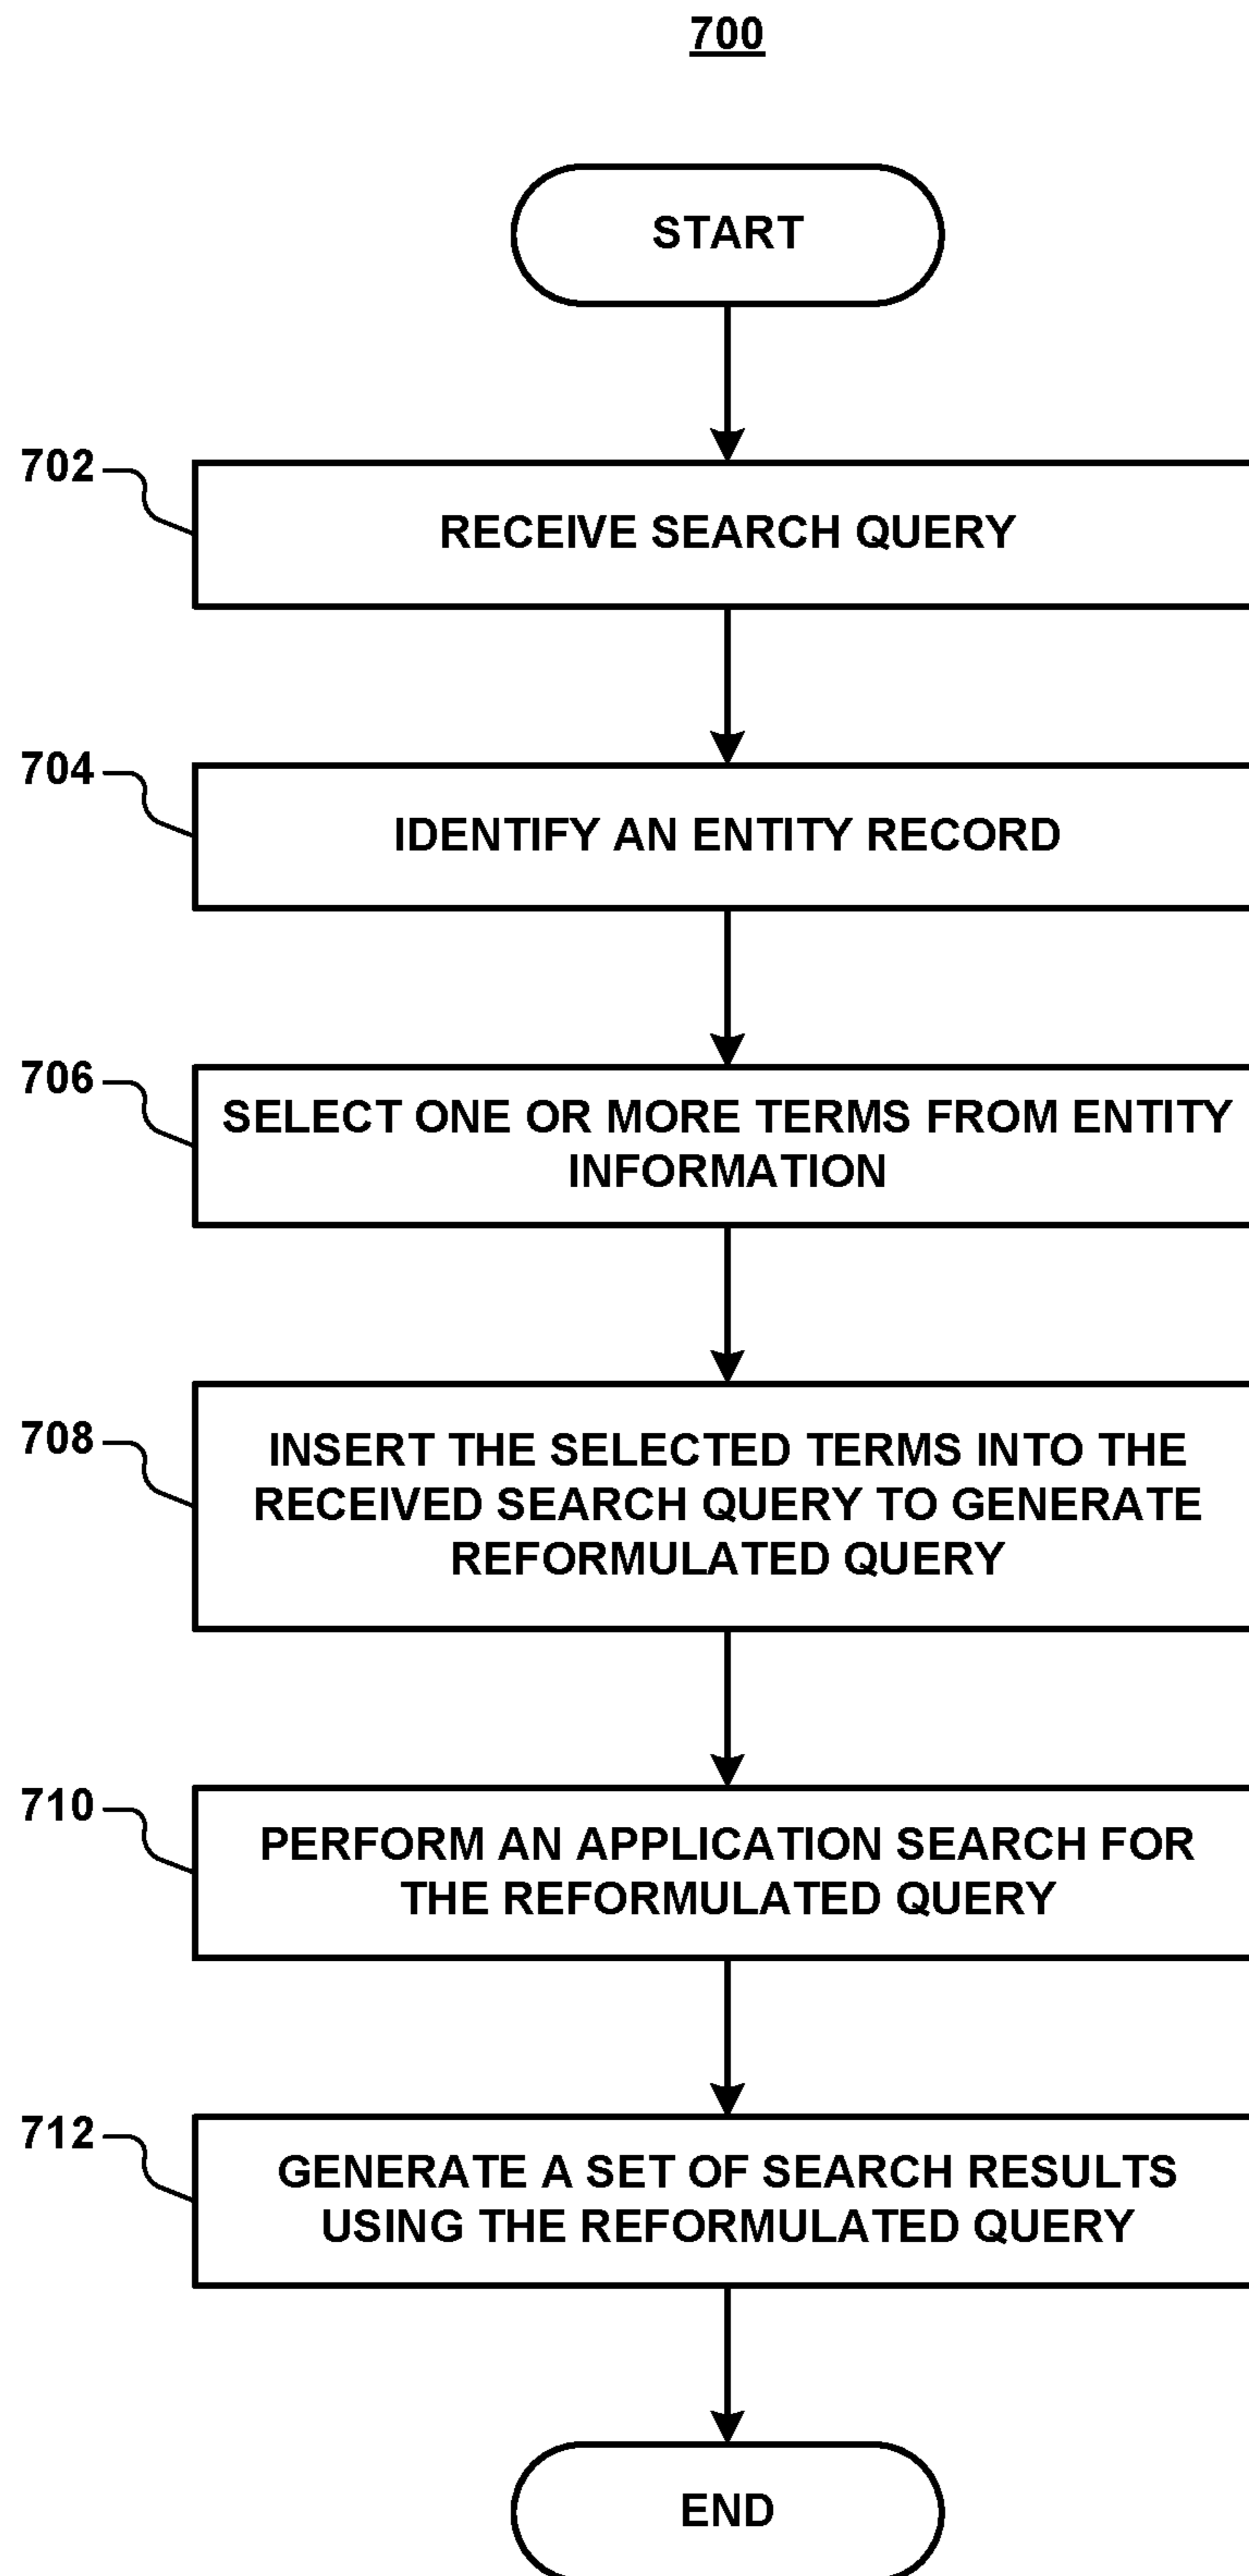 700
START
702
RECEIVE SEARCH QUERY
704
IDENTIFY AN ENTITY RECORD
706
SELECT ONE OR MORE TERMS FROM ENTITY
INFORMATION
708
INSERT THE SELECTED TERMS INTO THE
RECEIVED SEARCH QUERY TO GENERATE
REFORMULATED QUERY
710
PERFORM AN APPLICATION SEARCH FOR
THE REFORMULATED QUERY
712
GENERATE A SET OF SEARCH RESULTS
USING THE REFORMULATED QUERY
END